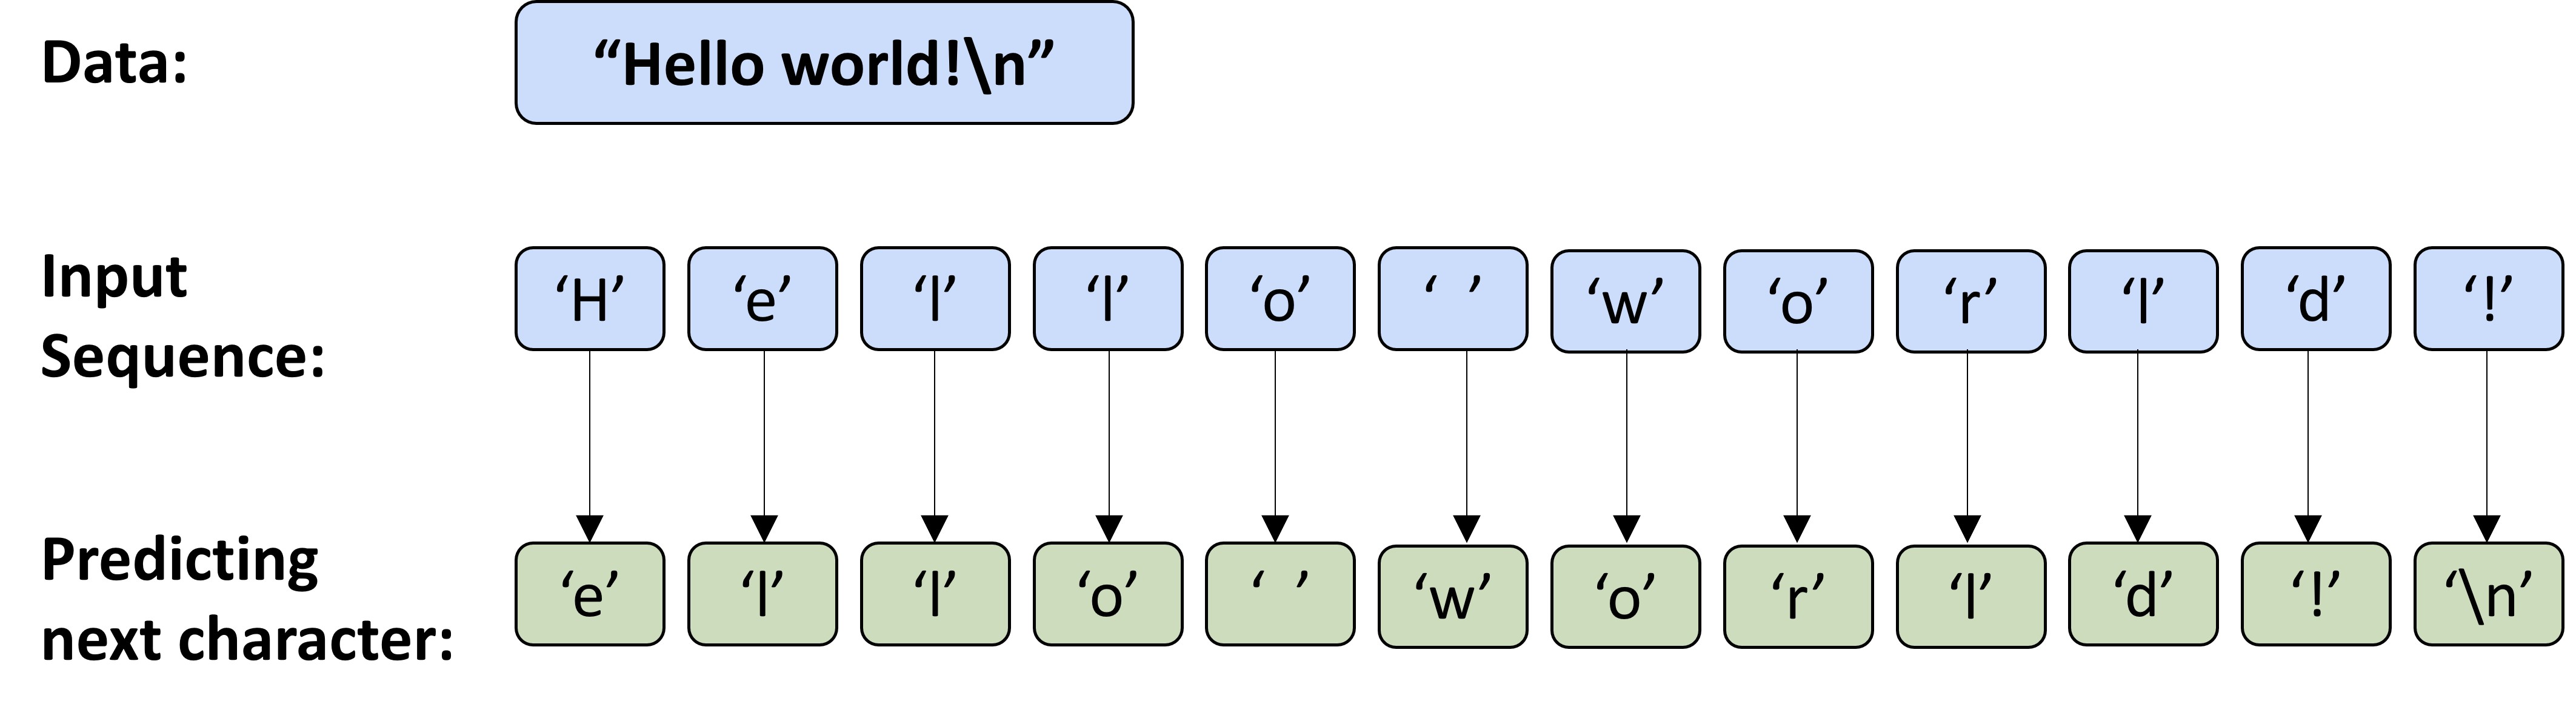 Data:
“Hello world!\n”
Input
Sequence:
‘H’ ‘e’ ‘l’ ‘l’ ‘o’ ‘ ’ ‘w’ ‘o’ ‘r’ ‘l’ ‘d’ ‘!’
Predicting
next character:
‘e’ ‘l’ ‘l’ ‘o’ ‘ ’ ‘w’ ‘o’ ‘r’ ‘l’ ‘d’ ‘!’ ‘\n’